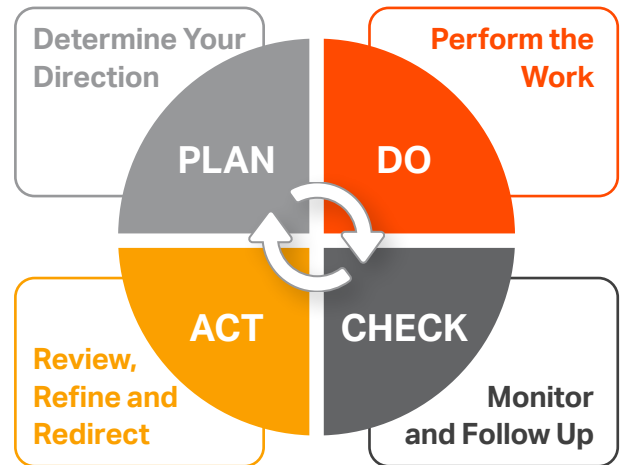 Determine Your
Direction
PLAN
Perform the
Work
DO
ACT
Review,
Refine and
Redirect
CHECK
Monitor
and Follow Up